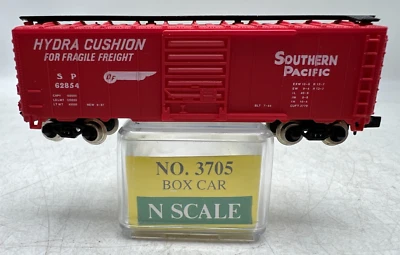 HYDRA CUSHION
FOR FRAGILE FREIGHT
S P
62854
SOUTHERN
PACIFIC
NO. 3705
BOX CAR
N SCALE